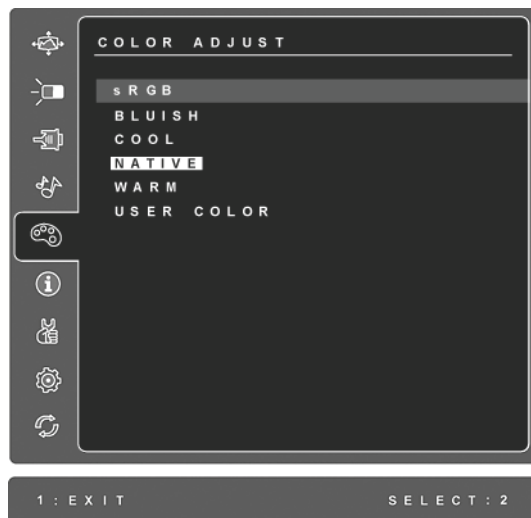 COLOR ADJUST
sRGB
BLUISH
COOL
NATIVE
WARM
USER COLOR
1:EXIT SELECT:2